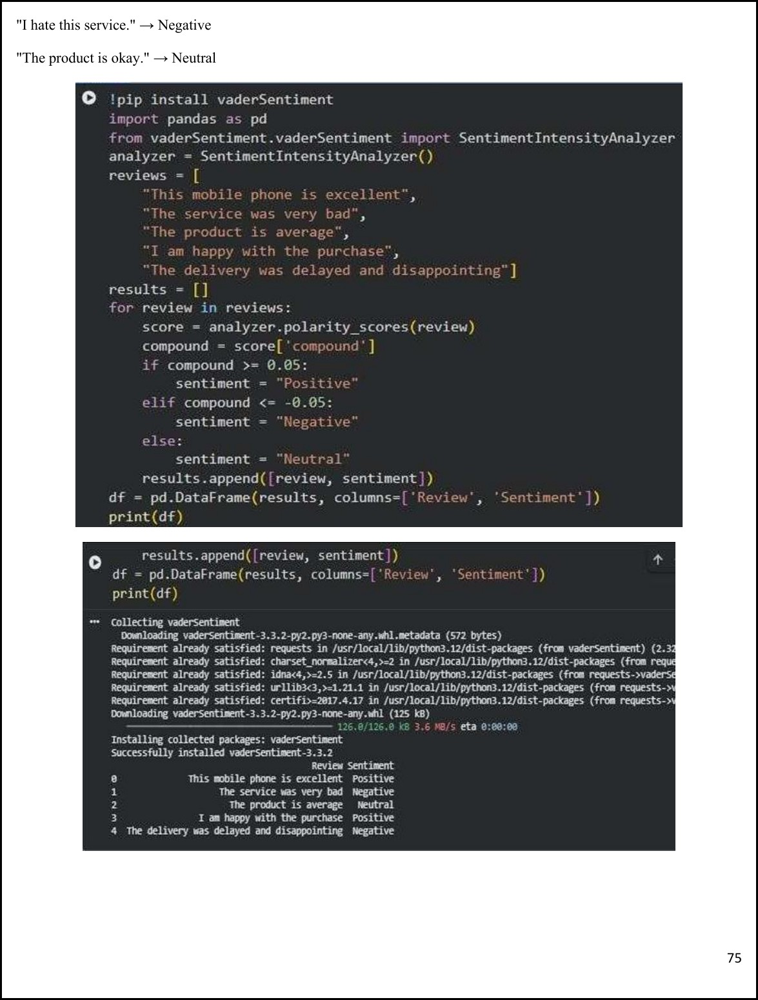 "I hate this service." → Negative
"The product is okay." → Neutral
!pip install vaderSentiment
import pandas as pd
from vaderSentiment.vaderSentiment import SentimentIntensityAnalyzer
analyzer = SentimentIntensityAnalyzer()
reviews = [
    "This mobile phone is excellent",
    "The service was very bad",
    "The product is average",
    "I am happy with the purchase",
    "The delivery was delayed and disappointing"]
results = []
for review in reviews:
    score = analyzer.polarity_scores(review)
    compound = score['compound']
    if compound >= 0.05:
        sentiment = "Positive"
    elif compound <= -0.05:
        sentiment = "Negative"
    else:
        sentiment = "Neutral"
    results.append([review, sentiment])
df = pd.DataFrame(results, columns=['Review', 'Sentiment'])
print(df)
    results.append([review, sentiment])
df = pd.DataFrame(results, columns=['Review', 'Sentiment'])
print(df)
Collecting vaderSentiment
  Downloading vaderSentiment-3.3.2-py2.py3-none-any.whl.metadata (572 bytes)
Requirement already satisfied: requests in /usr/local/lib/python3.12/dist-packages (from vaderSentiment) (2.32
Requirement already satisfied: charset_normalizer<4,>=2 in /usr/local/lib/python3.12/dist-packages (from reque
Requirement already satisfied: idna<4,>=2.5 in /usr/local/lib/python3.12/dist-packages (from requests->vaderSe
Requirement already satisfied: urllib3<3,>=1.21.1 in /usr/local/lib/python3.12/dist-packages (from requests->v
Requirement already satisfied: certifi>=2017.4.17 in /usr/local/lib/python3.12/dist-packages (from requests->v
Downloading vaderSentiment-3.3.2-py2.py3-none-any.whl (125 kB)
126.0/126.0 kB 3.6 MB/s eta 0:00:00
Installing collected packages: vaderSentiment
Successfully installed vaderSentiment-3.3.2
Review Sentiment
0 This mobile phone is excellent Positive
1 The service was very bad Negative
2 The product is average Neutral
3 I am happy with the purchase Positive
4 The delivery was delayed and disappointing Negative
75